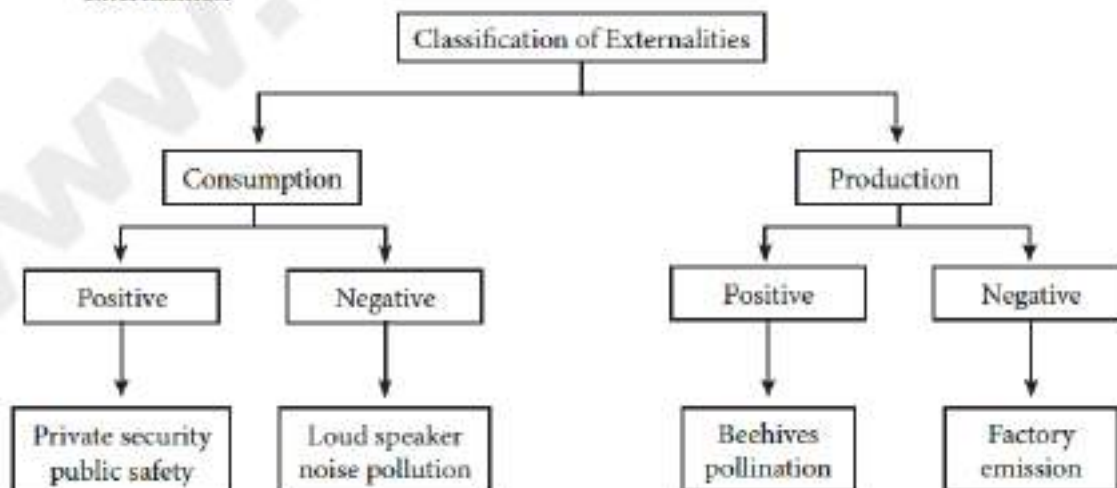 Classification of Externalities
Consumption
Production
Positive
Negative
Positive
Negative
Private security
public safety
Loud speaker
noise pollution
Beehives
pollination
Factory
emission